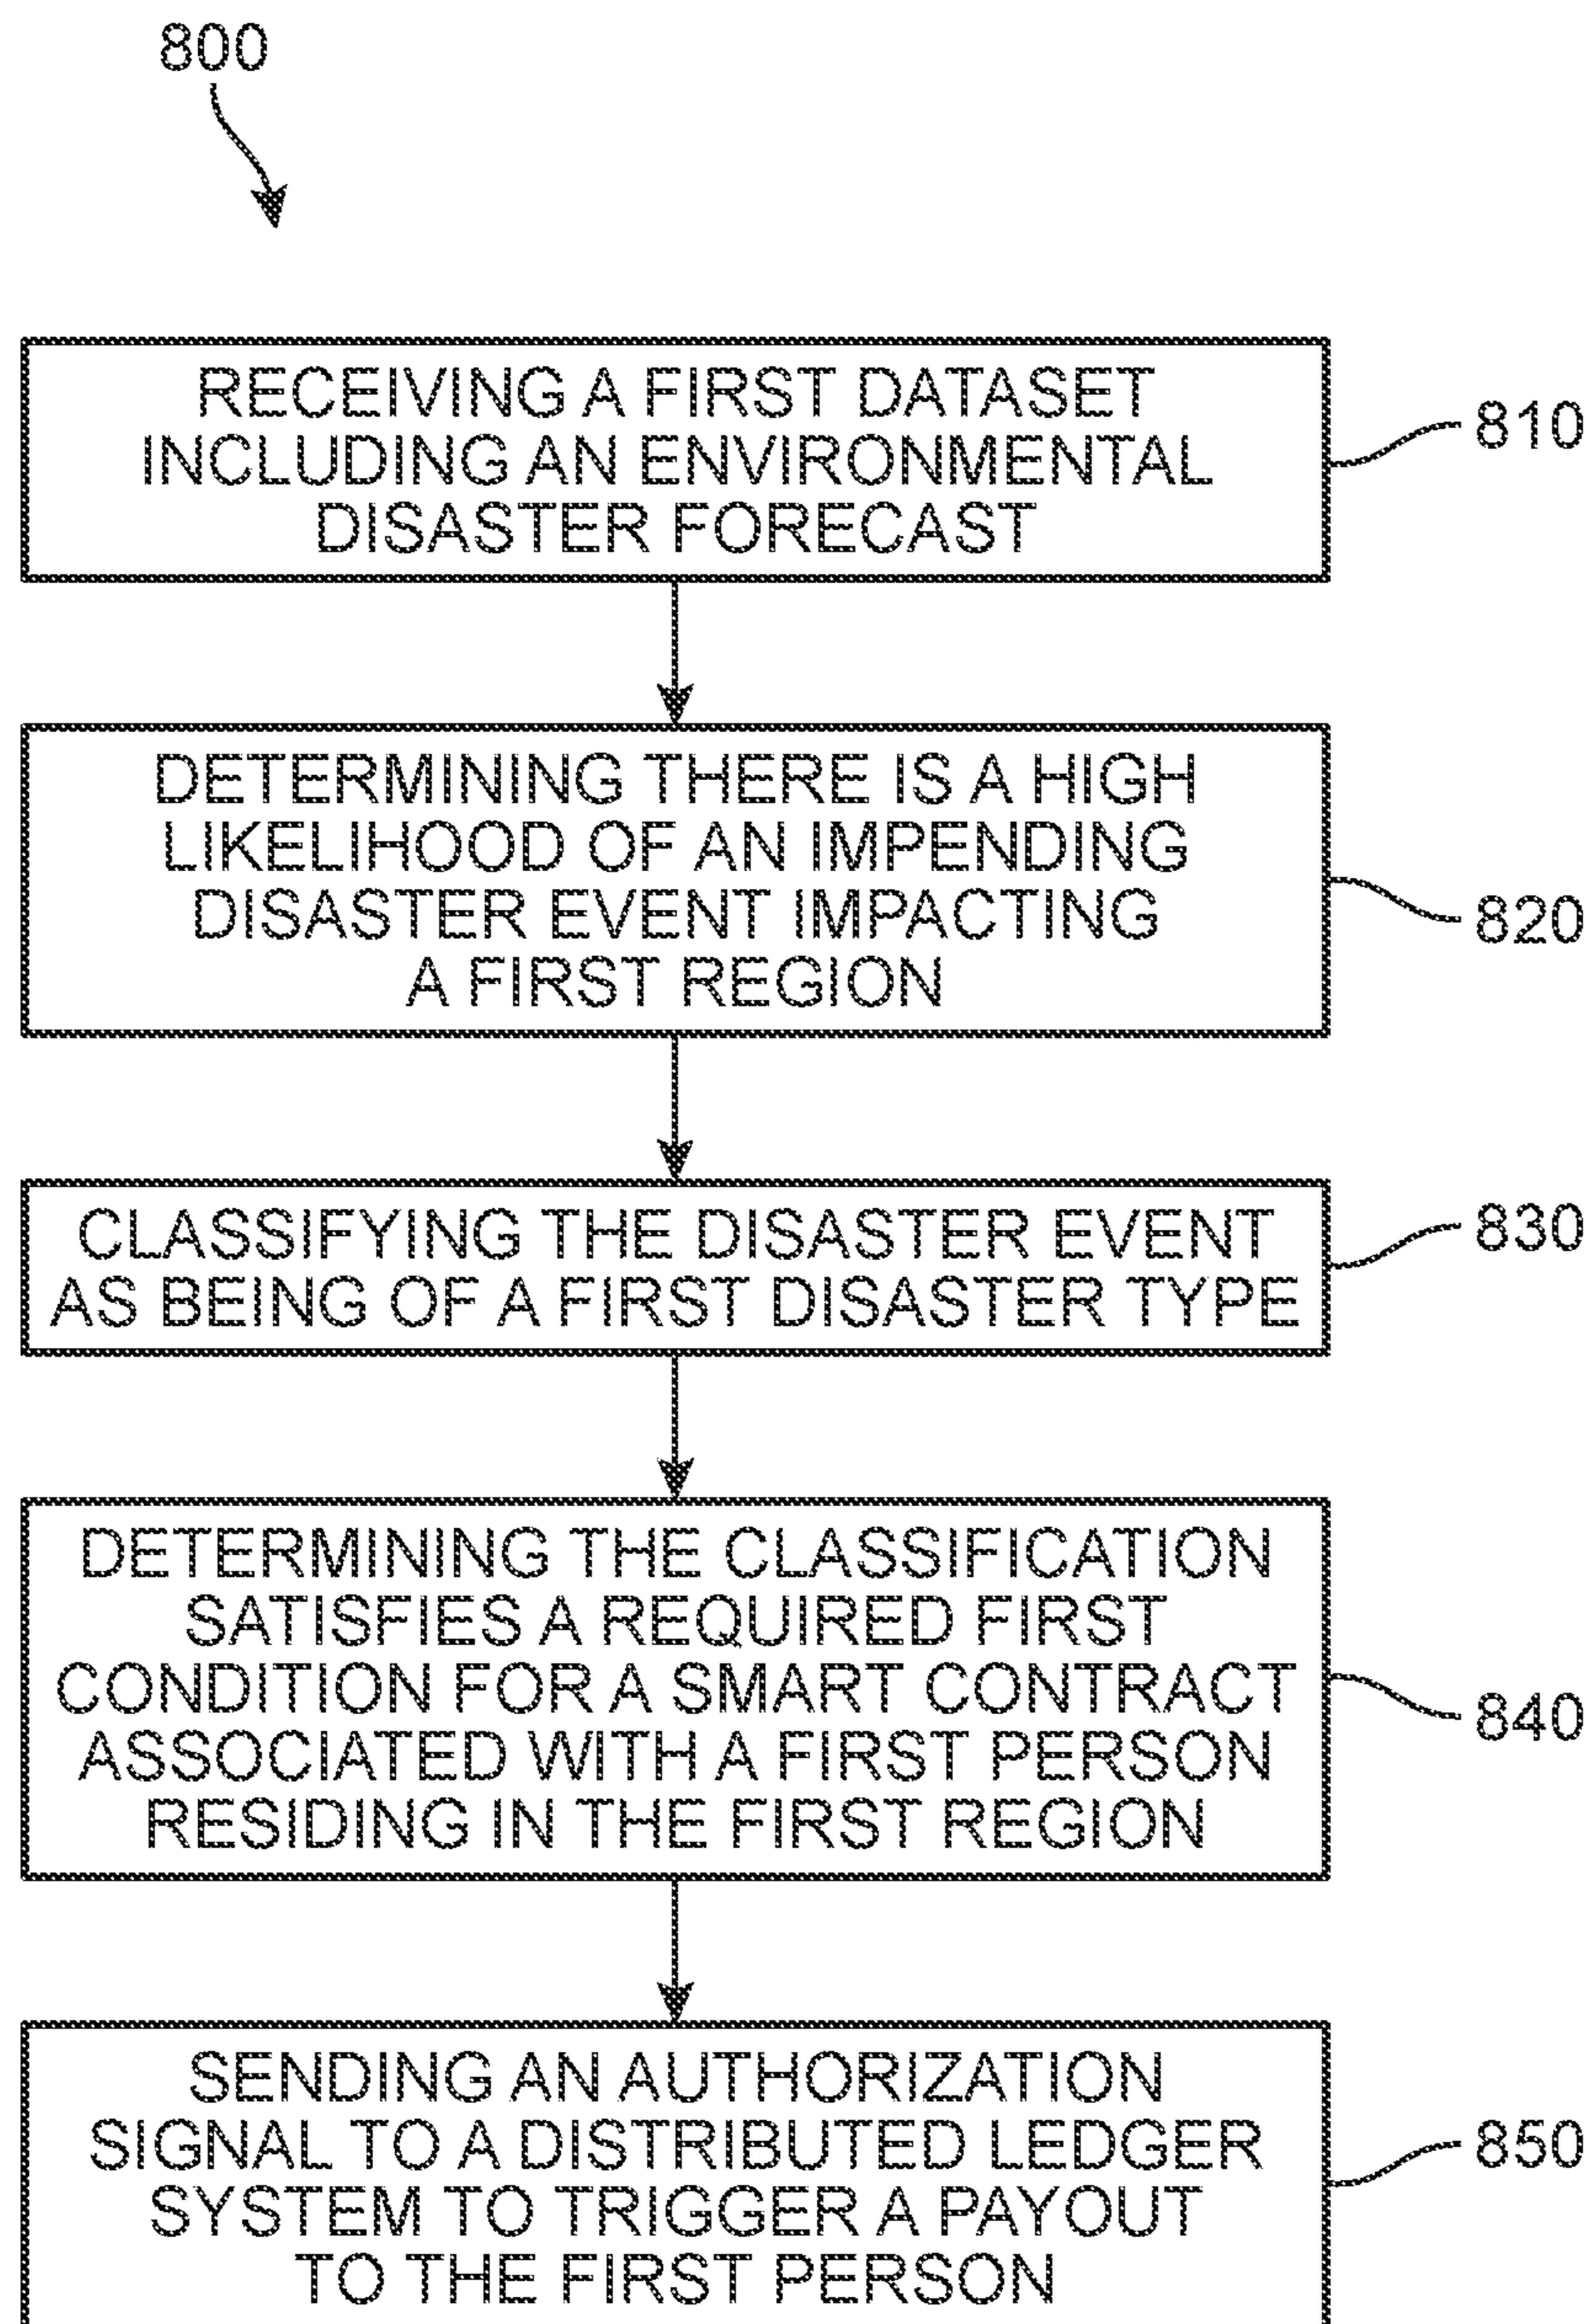 800
RECEIVING A FIRST DATASET
INCLUDING AN ENVIRONMENTAL
DISASTER FORECAST
810
DETERMINING THERE IS A HIGH
LIKELIHOOD OF AN IMPENDING
DISASTER EVENT IMPACTING
A FIRST REGION
820
CLASSIFYING THE DISASTER EVENT
AS BEING OF A FIRST DISASTER TYPE
830
DETERMINING THE CLASSIFICATION
SATISFIES A REQUIRED FIRST
CONDITION FOR A SMART CONTRACT
ASSOCIATED WITH A FIRST PERSON
RESIDING IN THE FIRST REGION
840
SENDING AN AUTHORIZATION
SIGNAL TO A DISTRIBUTED LEDGER
SYSTEM TO TRIGGER A PAYOUT
TO THE FIRST PERSON
850